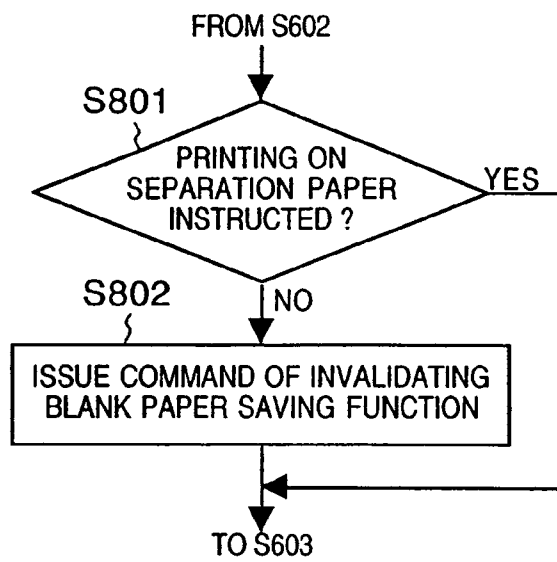 FROM S602
S801
PRINTING ON
SEPARATION PAPER
INSTRUCTED ?
YES
S802
NO
ISSUE COMMAND OF INVALIDATING
BLANK PAPER SAVING FUNCTION
TO S603